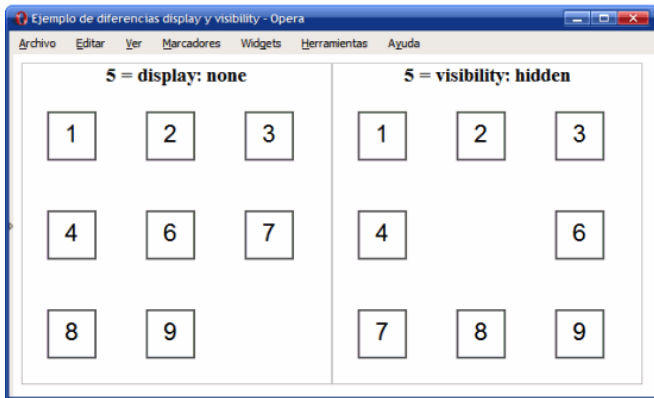 Ejemplo de diferencias display y visibility - Opera
Archivo Editar Ver Marcadores Widgets Herramientas Ayuda
5 = display: none
1 2 3
4 6 7
8 9
5 = visibility: hidden
1 2 3
4 6
7 8 9